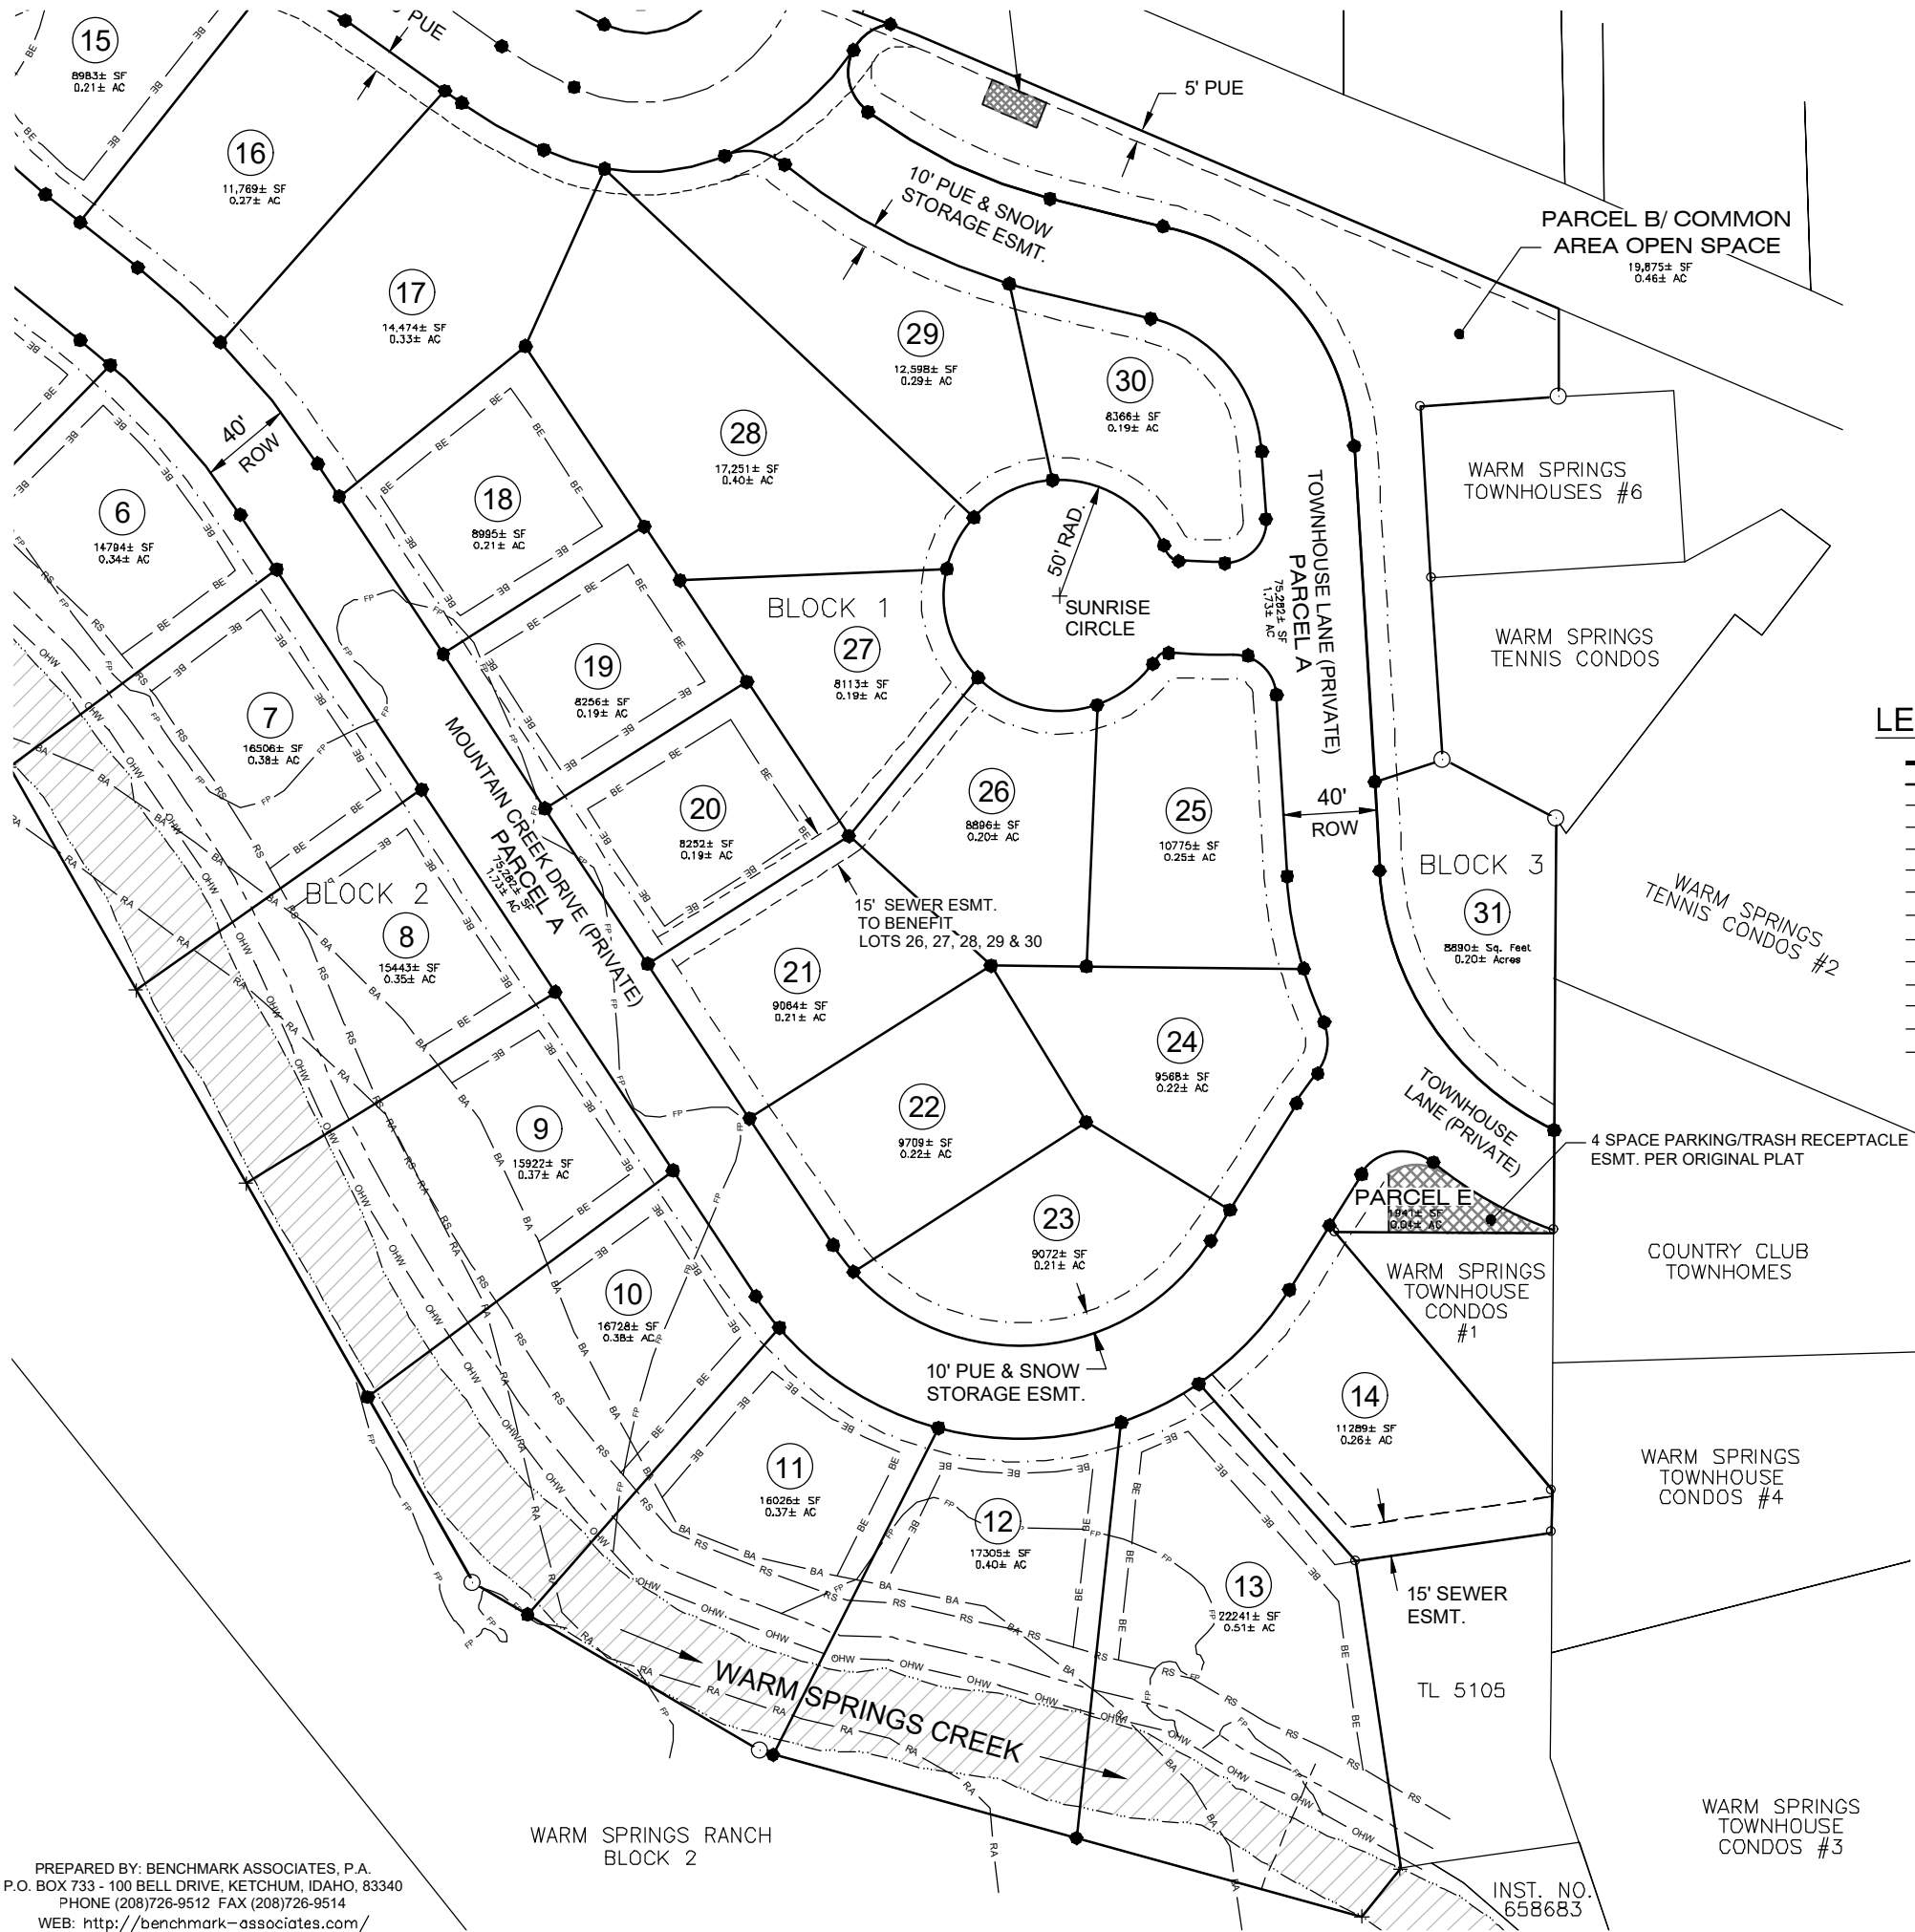 15
8983± SF
0.21± AC
PUE
16
11,769± SF
0.27± AC
5' PUE
10' PUE & SNOW
STORAGE ESMT.
PARCEL B/ COMMON
AREA OPEN SPACE
19,875± SF
0.46± AC
17
14,474± SF
0.33± AC
29
12,598± SF
0.29± AC
30
8366± SF
0.19± AC
40'
ROW
28
17,251± SF
0.40± AC
18
8995± SF
0.21± AC
6
14794± SF
0.34± AC
WARM SPRINGS
TOWNHOUSES #6
50' RAD.
SUNRISE
CIRCLE
TOWNHOUSE LANE (PRIVATE)
PARCEL A
75,282± SF
1.73± AC
BLOCK 1
27
8113± SF
0.19± AC
WARM SPRINGS
TENNIS CONDOS
19
8256± SF
0.19± AC
7
16506± SF
0.38± AC
LE
MOUNTAIN CREEK DRIVE (PRIVATE)
PARCEL A
75,282± SF
1.73± AC
20
8252± SF
0.19± AC
26
8896± SF
0.20± AC
25
10775± SF
0.25± AC
40'
ROW
BLOCK 3
31
8890± Sq. Feet
0.20± Acres
WARM SPRINGS
TENNIS CONDOS #2
BLOCK 2
8
15443± SF
0.35± AC
15' SEWER ESMT.
TO BENEFIT
LOTS 26, 27, 28, 29 & 30
21
9064± SF
0.21± AC
24
9568± SF
0.22± AC
22
9709± SF
0.22± AC
9
15922± SF
0.37± AC
TOWNHOUSE
LANE (PRIVATE)
4 SPACE PARKING/TRASH RECEPTACLE
ESMT. PER ORIGINAL PLAT
PARCEL E
1941± SF
0.04± AC
23
9072± SF
0.21± AC
COUNTRY CLUB
TOWNHOMES
WARM SPRINGS
TOWNHOUSE
CONDOS
#1
10
16728± SF
0.38± AC
10' PUE & SNOW
STORAGE ESMT.
14
11289± SF
0.26± AC
11
16026± SF
0.37± AC
WARM SPRINGS
TOWNHOUSE
CONDOS #4
12
17305± SF
0.40± AC
13
22241± SF
0.51± AC
15' SEWER
ESMT.
WARM SPRINGS CREEK
TL 5105
WARM SPRINGS RANCH
BLOCK 2
WARM SPRINGS
TOWNHOUSE
CONDOS #3
INST. NO.
658683
PREPARED BY: BENCHMARK ASSOCIATES, P.A.
P.O. BOX 733 - 100 BELL DRIVE, KETCHUM, IDAHO, 83340
PHONE (208)726-9512 FAX (208)726-9514
WEB: http://benchmark-associates.com/